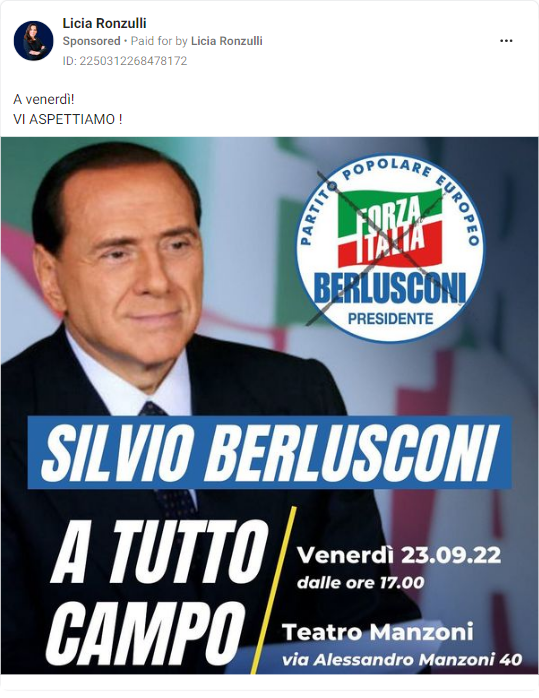 Licia Ronzulli
Sponsored • Paid for by Licia Ronzulli
ID: 2250312268478172
A venerdì!
VI ASPETTIAMO !
PARTITO POPOLARE EUROPEO
FORZA
ITALIA
BERLUSCONI
PRESIDENTE
SILVIO BERLUSCONI
A TUTTO
CAMPO
Venerdì 23.09.22
dalle ore 17.00
Teatro Manzoni
via Alessandro Manzoni 40